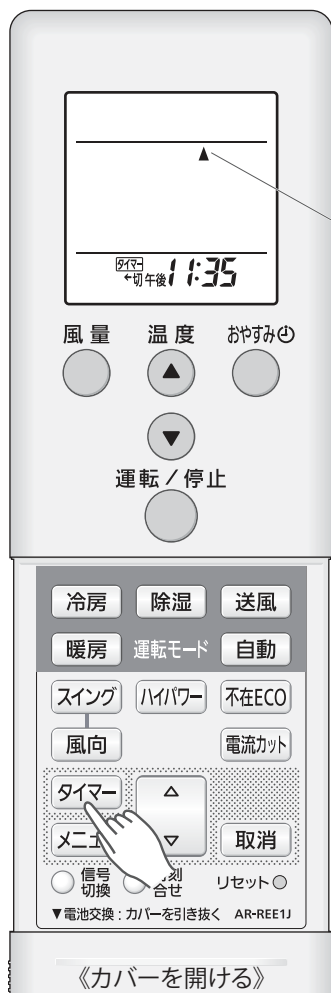 タイマー
←切 午後 11:35
風量 温度 おやすみ
▲
▼
運転／停止
冷房 除湿 送風
暖房 運転モード 自動
スイング ハイパワー 不在ECO
風向 電流カット
タイマー △
▽ 取消
信号切換 合せ リセット
▼電池交換：カバーを引き抜く AR-REE1J
《カバーを開ける》